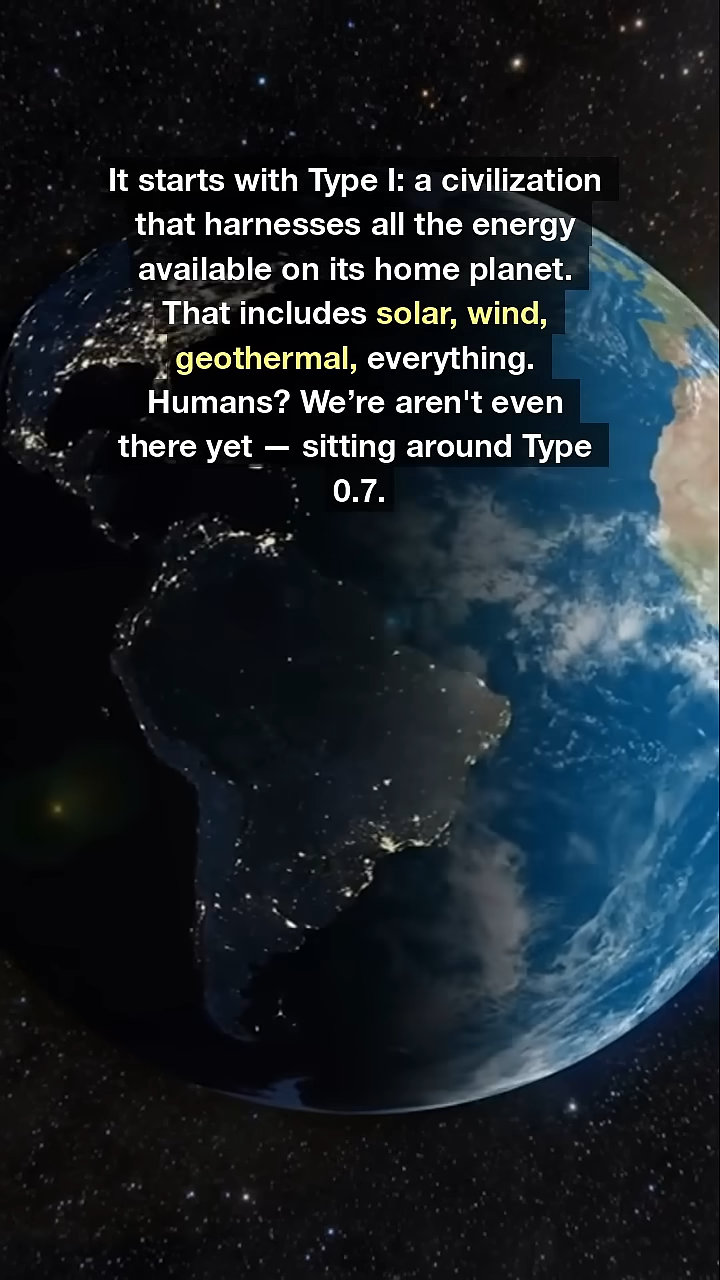 It starts with Type I: a civilization
that harnesses all the energy
available on its home planet.
That includes solar, wind,
geothermal, everything.
Humans? We’re aren't even
there yet — sitting around Type
0.7.